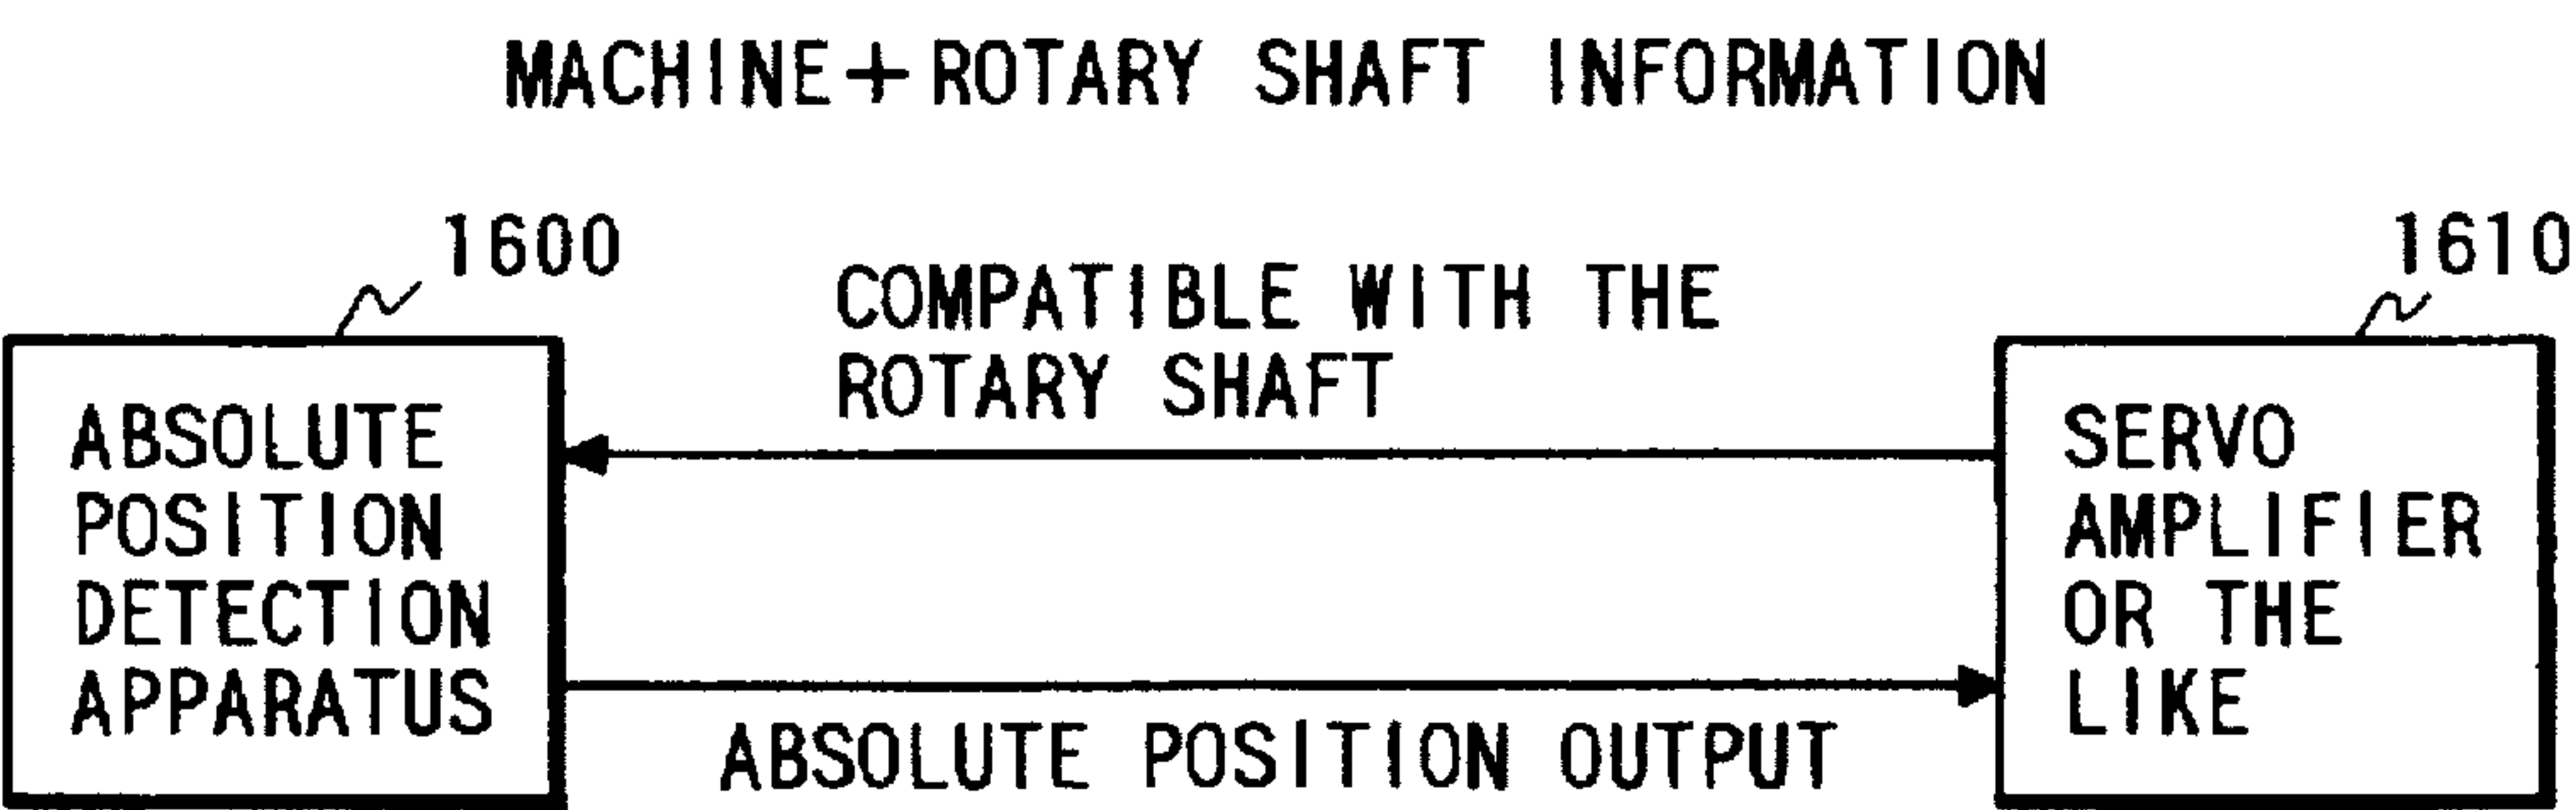 MACHINE+ROTARY SHAFT INFORMATION
1600
1610
COMPATIBLE WITH THE
ROTARY SHAFT
ABSOLUTE
POSITION
DETECTION
APPARATUS
SERVO
AMPLIFIER
OR THE
LIKE
ABSOLUTE POSITION OUTPUT